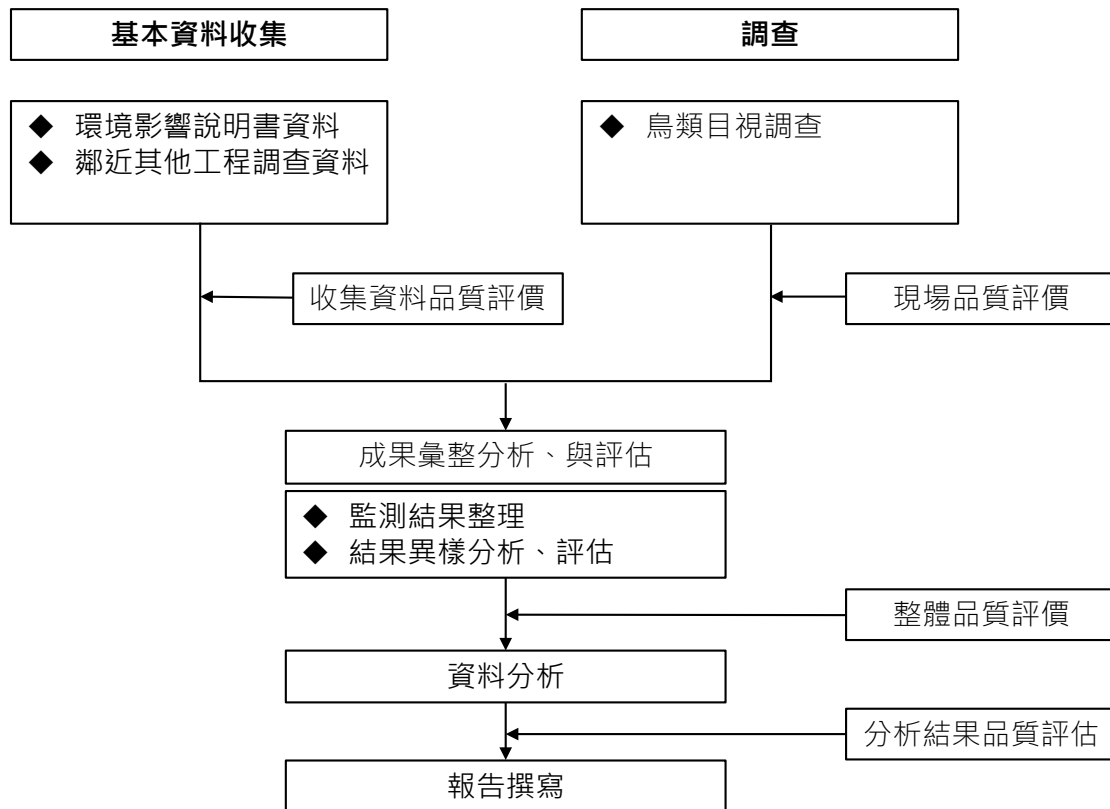 基本資料收集
調查
◆ 環境影響說明書資料
◆ 鄰近其他工程調查資料
◆ 鳥類目視調查
收集資料品質評價
現場品質評價
成果彙整分析、與評估
◆ 監測結果整理
◆ 結果異樣分析、評估
整體品質評價
資料分析
分析結果品質評估
報告撰寫